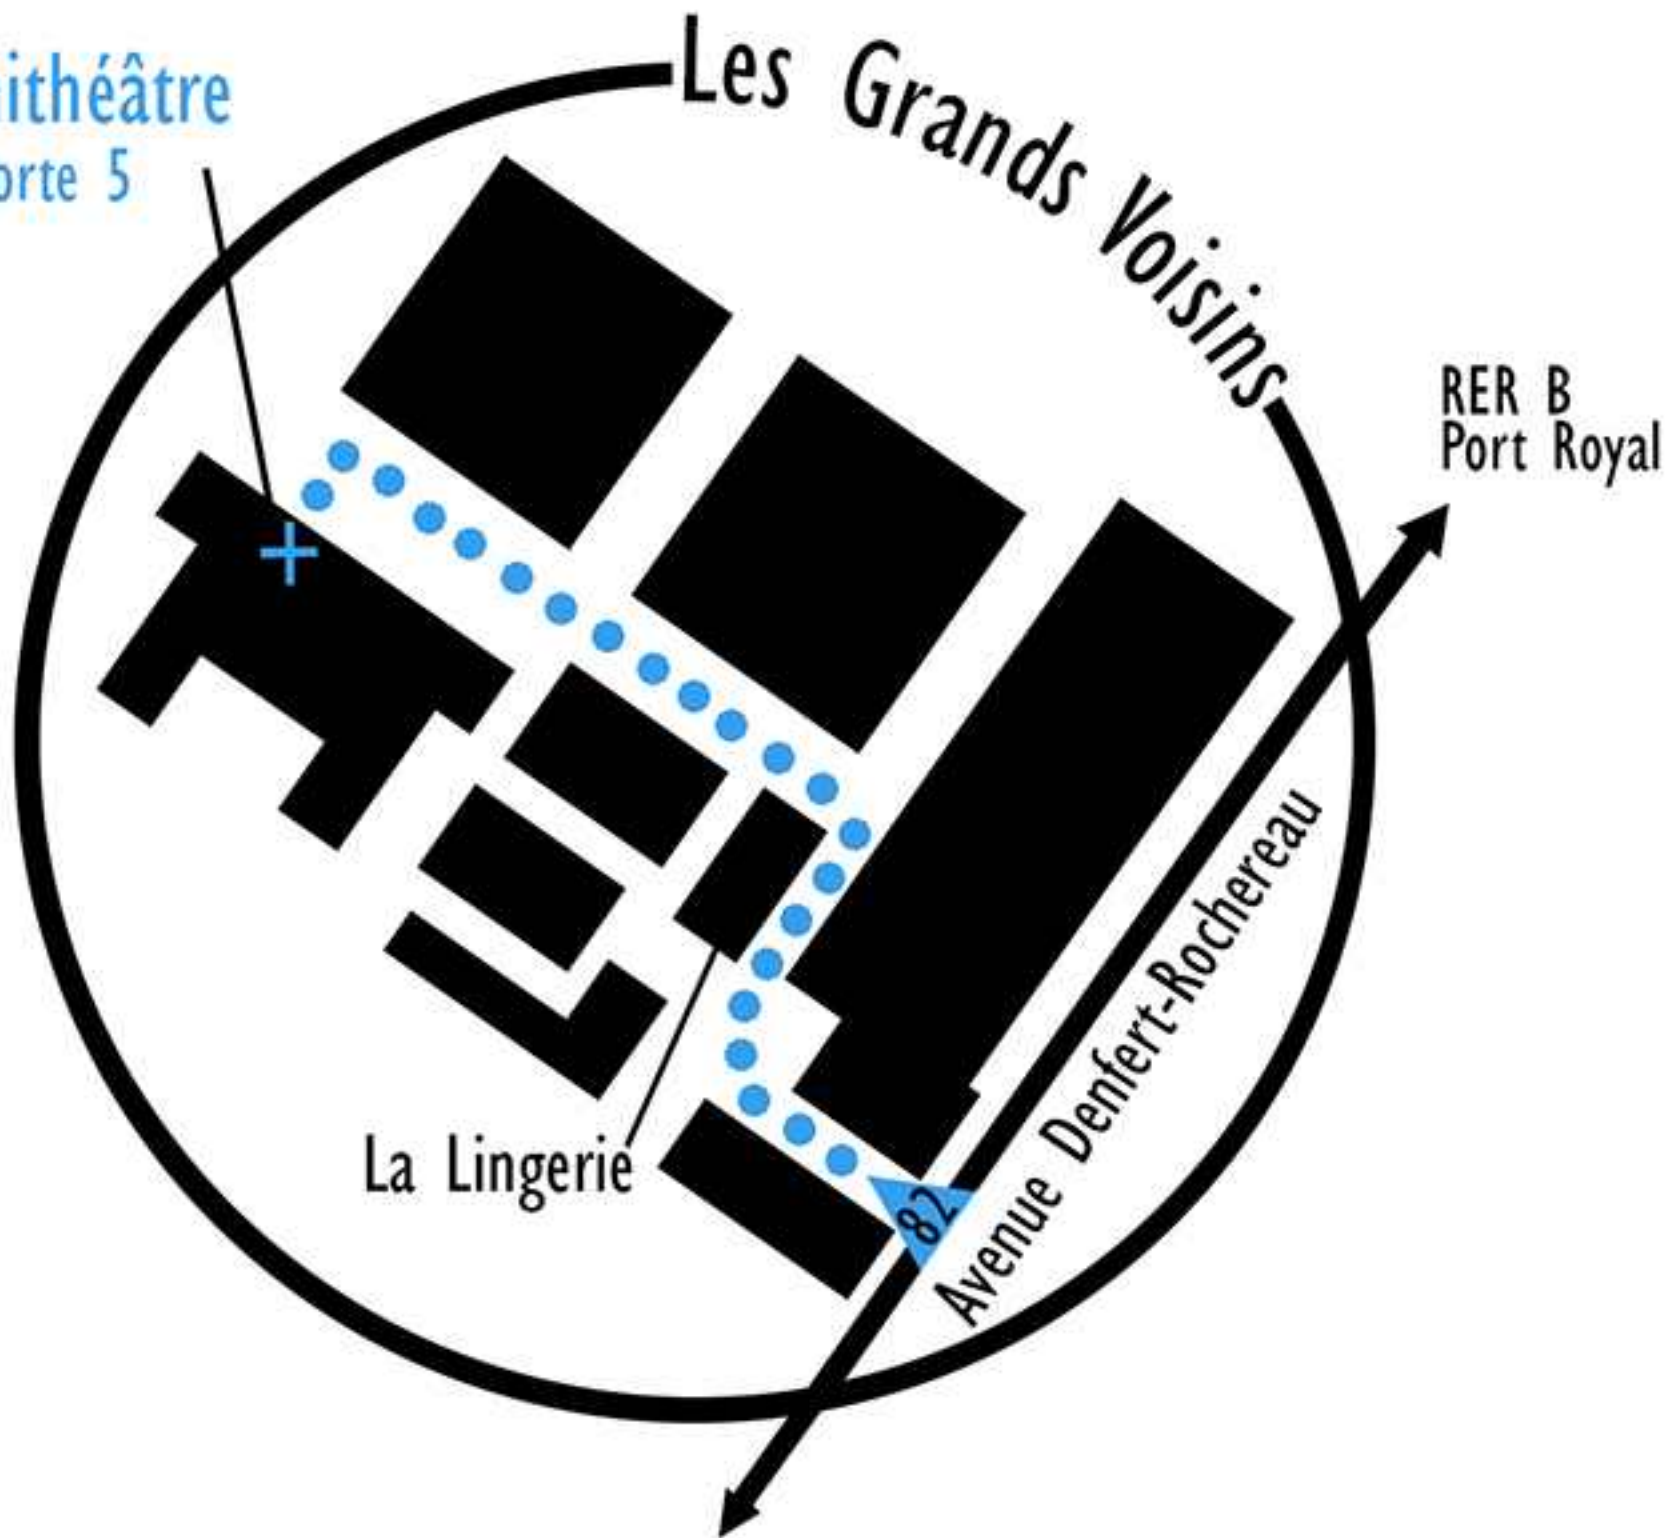 ithéâtre
orte 5
Les Grands Voisins
RER B
Port Royal
La Lingerie
82
Avenue Denfert-Rochereau